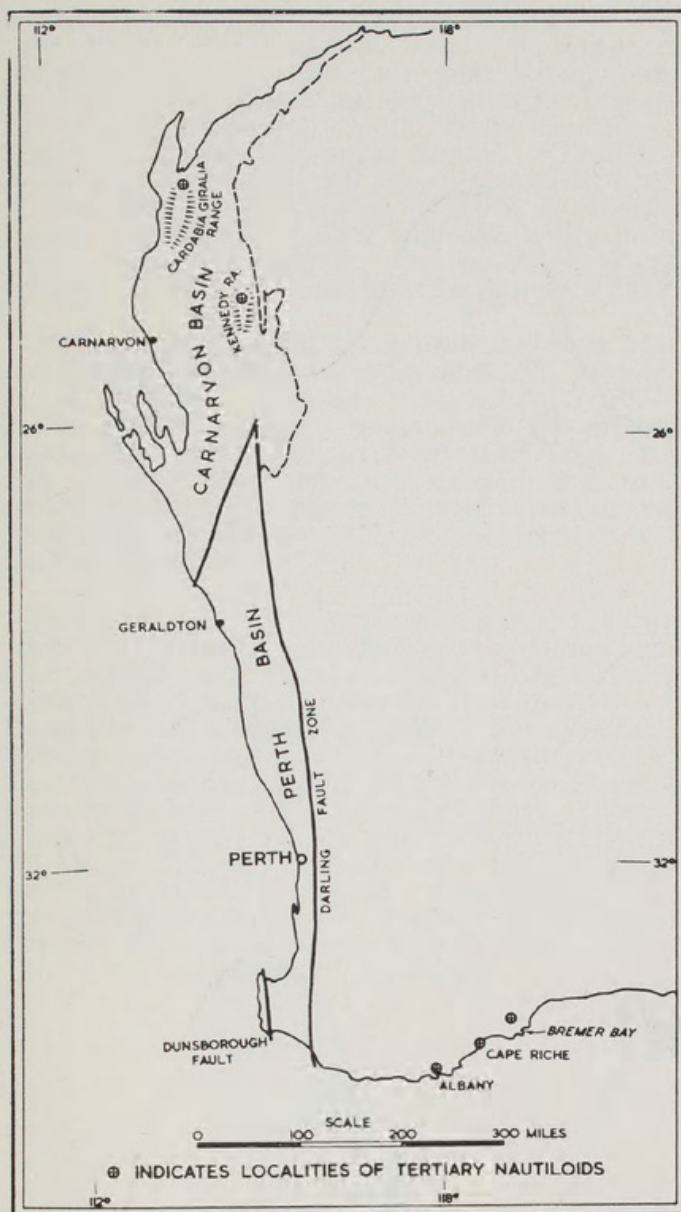 112°
118°
CARDABIA GIRALIA
RANGE
KENNEDY RA.
CARNARVON BASIN
CARNARVON
26°
26°
GERALDTON
PERTH BASIN
DARLING FAULT ZONE
PERTH
32°
32°
DUNSBOROUGH
FAULT
BREMER BAY
CAPE RICHE
ALBANY
SCALE
0 100 200 300 MILES
⊕ INDICATES LOCALITIES OF TERTIARY NAUTILOIDS
112°
118°